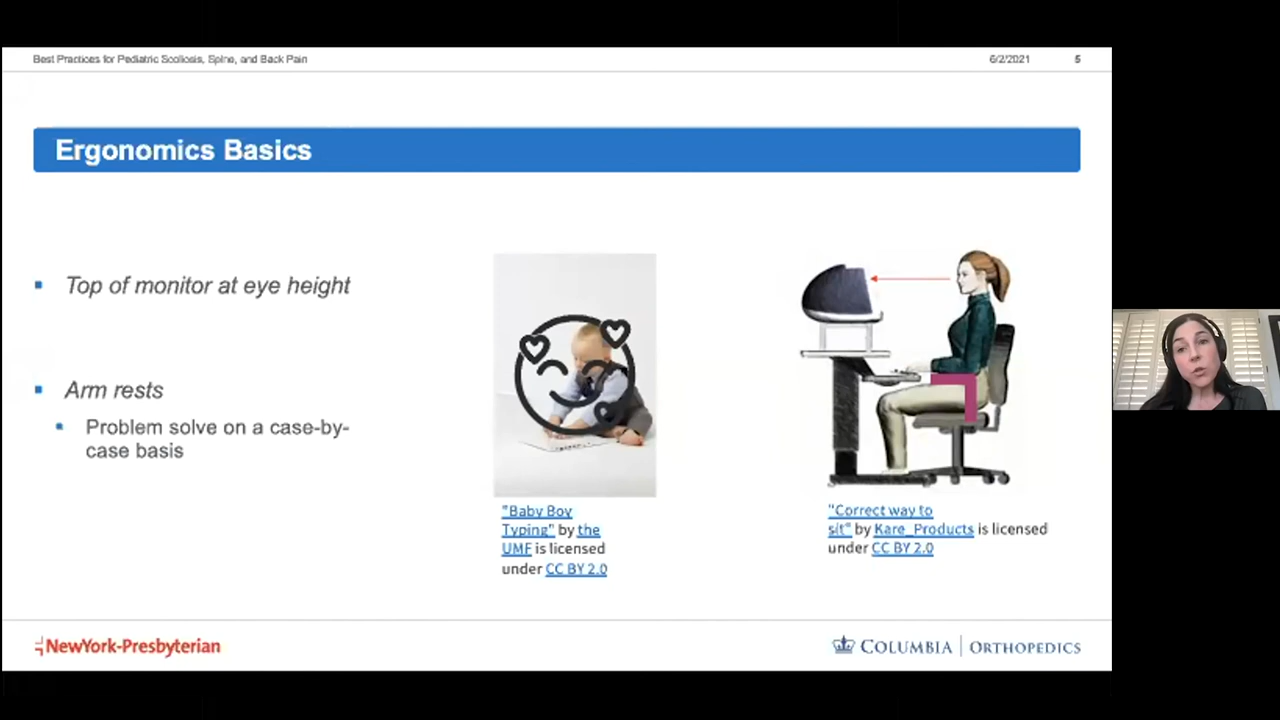 Best Practices for Pediatric Scoliosis, Spine, and Back Pain
6/2/2021
5
Ergonomics Basics
Top of monitor at eye height
Arm rests
Problem solve on a case-by-
case basis
"Baby Boy
Typing" by the
UMF is licensed
under CC BY 2.0
"Correct way to
sit" by Kare_Products is licensed
under CC BY 2.0
NewYork-Presbyterian
COLUMBIA | ORTHOPEDICS